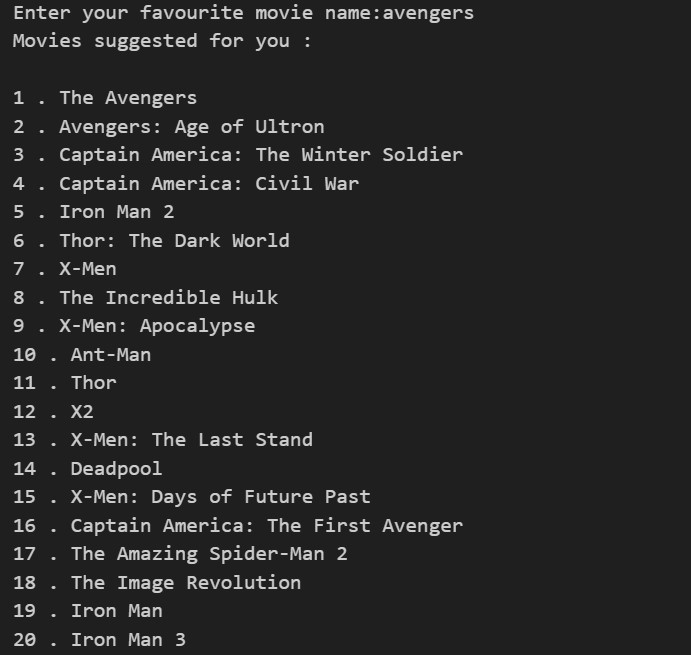 Enter your favourite movie name:avengers
Movies suggested for you :
1 . The Avengers
2 . Avengers: Age of Ultron
3 . Captain America: The Winter Soldier
4 . Captain America: Civil War
5 . Iron Man 2
6 . Thor: The Dark World
7 . X-Men
8 . The Incredible Hulk
9 . X-Men: Apocalypse
10 . Ant-Man
11 . Thor
12 . X2
13 . X-Men: The Last Stand
14 . Deadpool
15 . X-Men: Days of Future Past
16 . Captain America: The First Avenger
17 . The Amazing Spider-Man 2
18 . The Image Revolution
19 . Iron Man
20 . Iron Man 3